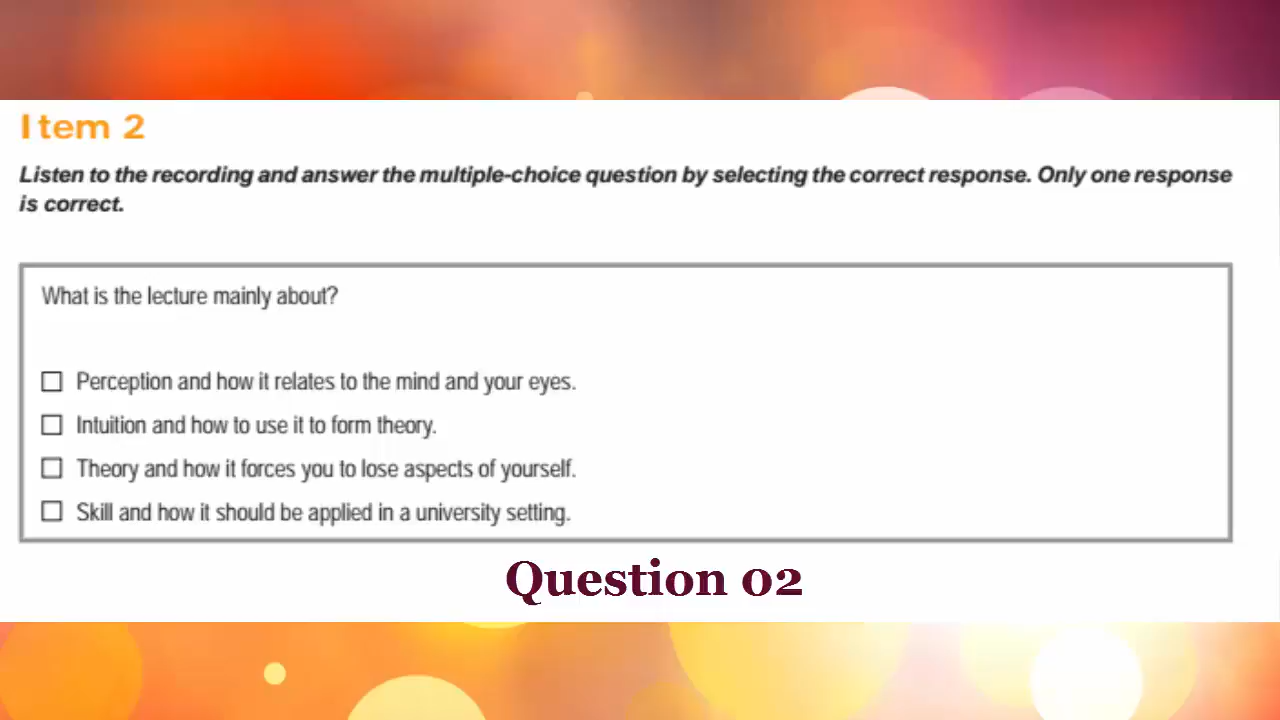 Item 2
Listen to the recording and answer the multiple-choice question by selecting the correct response. Only one response
is correct.
What is the lecture mainly about?
Perception and how it relates to the mind and your eyes.
Intuition and how to use it to form theory.
Theory and how it forces you to lose aspects of yourself.
Skill and how it should be applied in a university setting.
Question 02